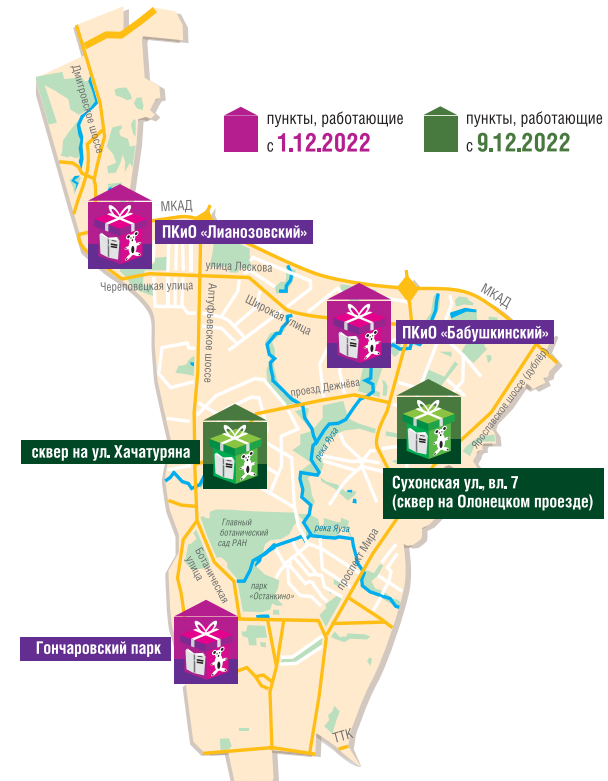 пункты, работающие
с 1.12.2022
пункты, работающие
с 9.12.2022
Дмитровское шоссе
МКАД
ПКиО «Лианозовский»
улица Лескова
Череповецкая улица
Алтуфьевское шоссе
Широкая улица
МКАД
ПКиО «Бабушкинский»
Ярославское шоссе (дублёр)
проезд Дежнёва
река Яуза
сквер на ул. Хачатуряна
Сухонская ул., вл. 7
(сквер на Олонецком проезде)
Главный
ботанический
сад РАН
река Яуза
Ботаническая
улица
парк
«Останкино»
проспект Мира
Гончаровский парк
ТТК